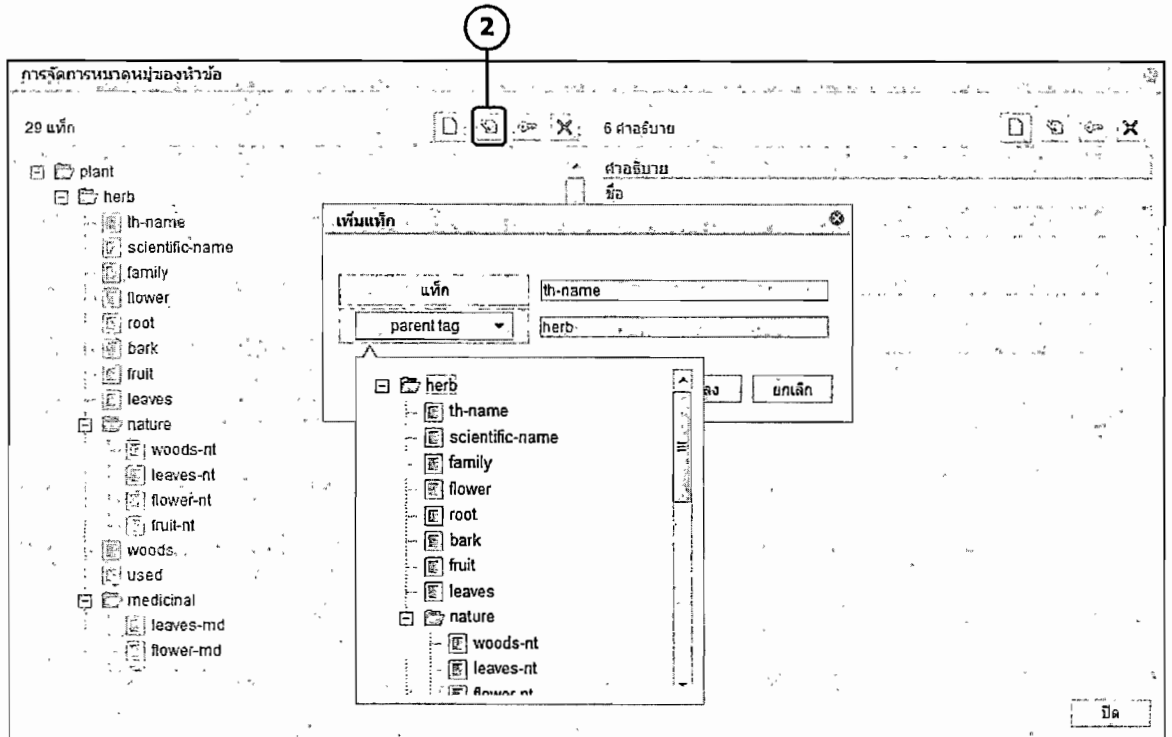 2
การจัดการหมวดหมู่ของหัวข้อ
29 แท็ก
6 คำอธิบาย
plant
herb
th-name
scientific-name
family
flower
root
bark
fruit
leaves
nature
woods-nt
leaves-nt
flower-nt
fruit-nt
woods
used
medicinal
leaves-md
flower-md
คำอธิบาย
ชื่อ
เพิ่มแท็ก
แท็ก
th-name
parent tag
herb
ลง
ยกเลิก
herb
th-name
scientific-name
family
flower
root
bark
fruit
leaves
nature
woods-nt
leaves-nt
flower-nt
ปิด